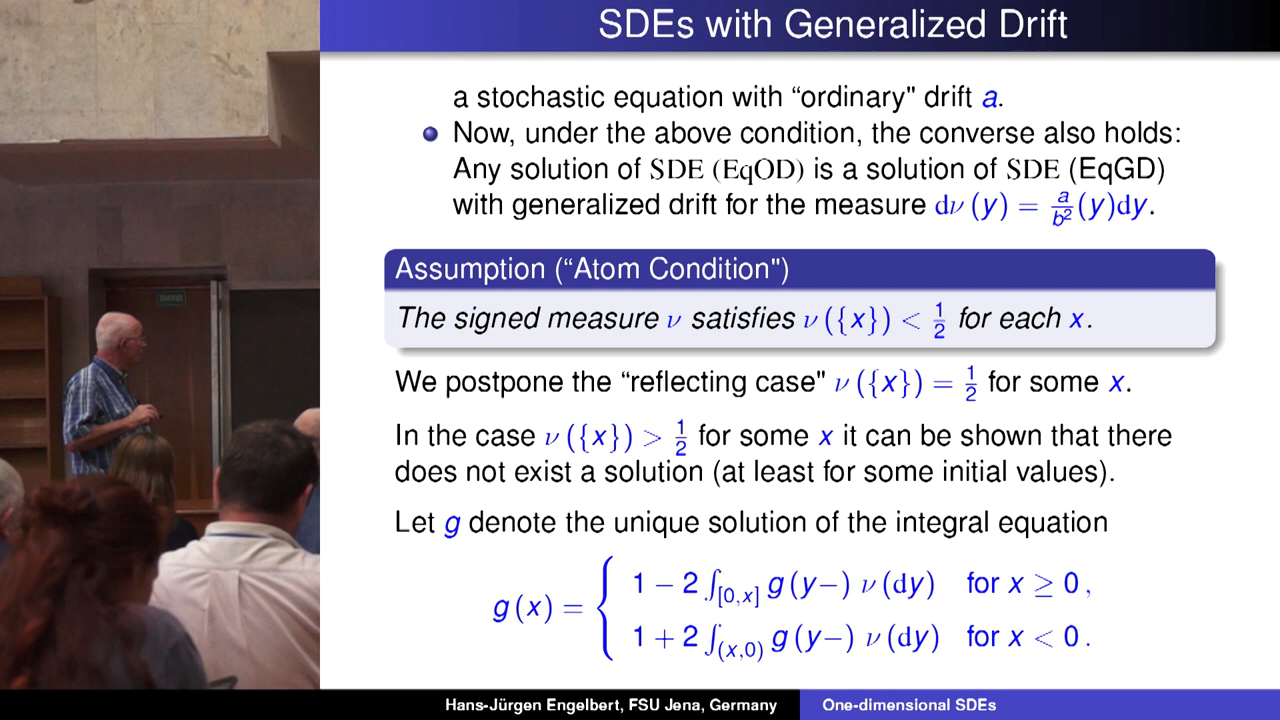 SDEs with Generalized Drift
a stochastic equation with “ordinary" drift a.
Now, under the above condition, the converse also holds:
Any solution of SDE (EqOD) is a solution of SDE (EqGD)
with generalized drift for the measure dν (y) = a/b² (y)dy.
Assumption (“Atom Condition")
The signed measure ν satisfies ν ({x}) < 1/2 for each x.
We postpone the “reflecting case" ν ({x}) = 1/2 for some x.
In the case ν ({x}) > 1/2 for some x it can be shown that there
does not exist a solution (at least for some initial values).
Let g denote the unique solution of the integral equation
g (x) = { 1 − 2 ∫[0,x] g (y−) ν (dy) for x ≥ 0 ,
1 + 2 ∫(x,0) g (y−) ν (dy) for x < 0 .
Hans-Jürgen Engelbert, FSU Jena, Germany One-dimensional SDEs